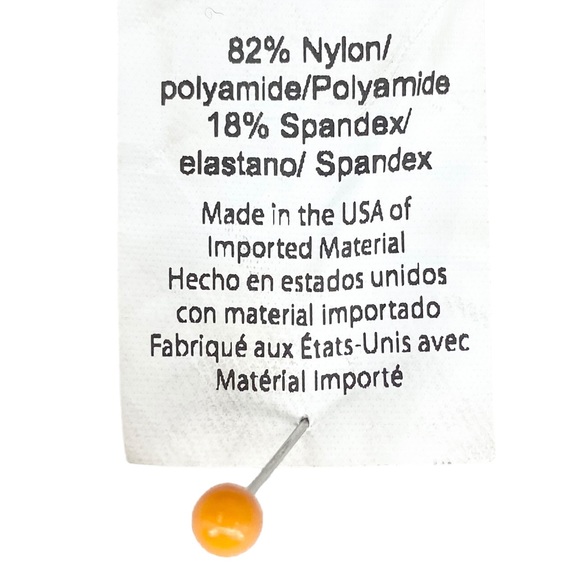 82% Nylon/
polyamide/Polyamide
18% Spandex/
elastano/ Spandex
Made in the USA of
Imported Material
Hecho en estados unidos
con material importado
Fabriqué aux États-Unis avec
Matérial Importé